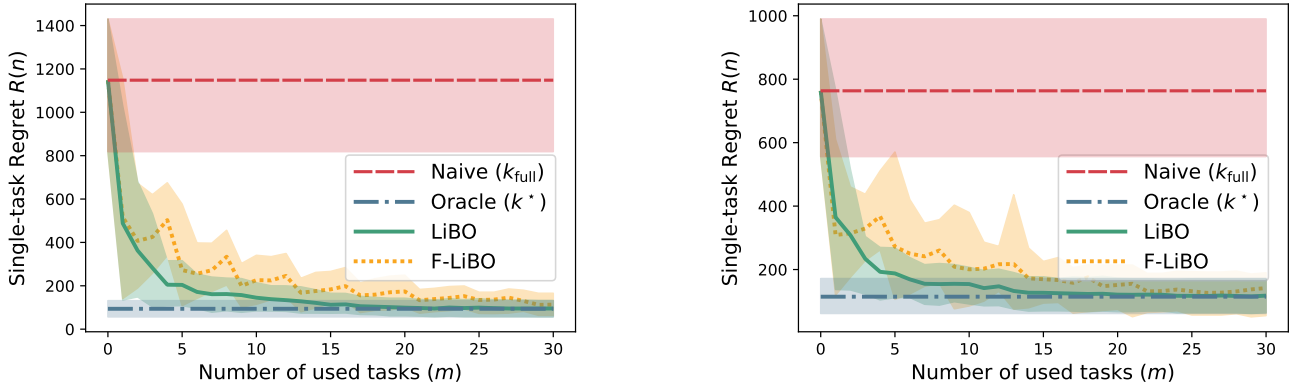 1400
1200
1000
800
600
400
200
0
Single-task Regret R(n)
Naive (k_full)
Oracle (k⋆)
LiBO
F-LiBO
0 5 10 15 20 25 30
Number of used tasks (m)
1000
800
600
400
200
Single-task Regret R(n)
Naive (k_full)
Oracle (k⋆)
LiBO
F-LiBO
0 5 10 15 20 25 30
Number of used tasks (m)